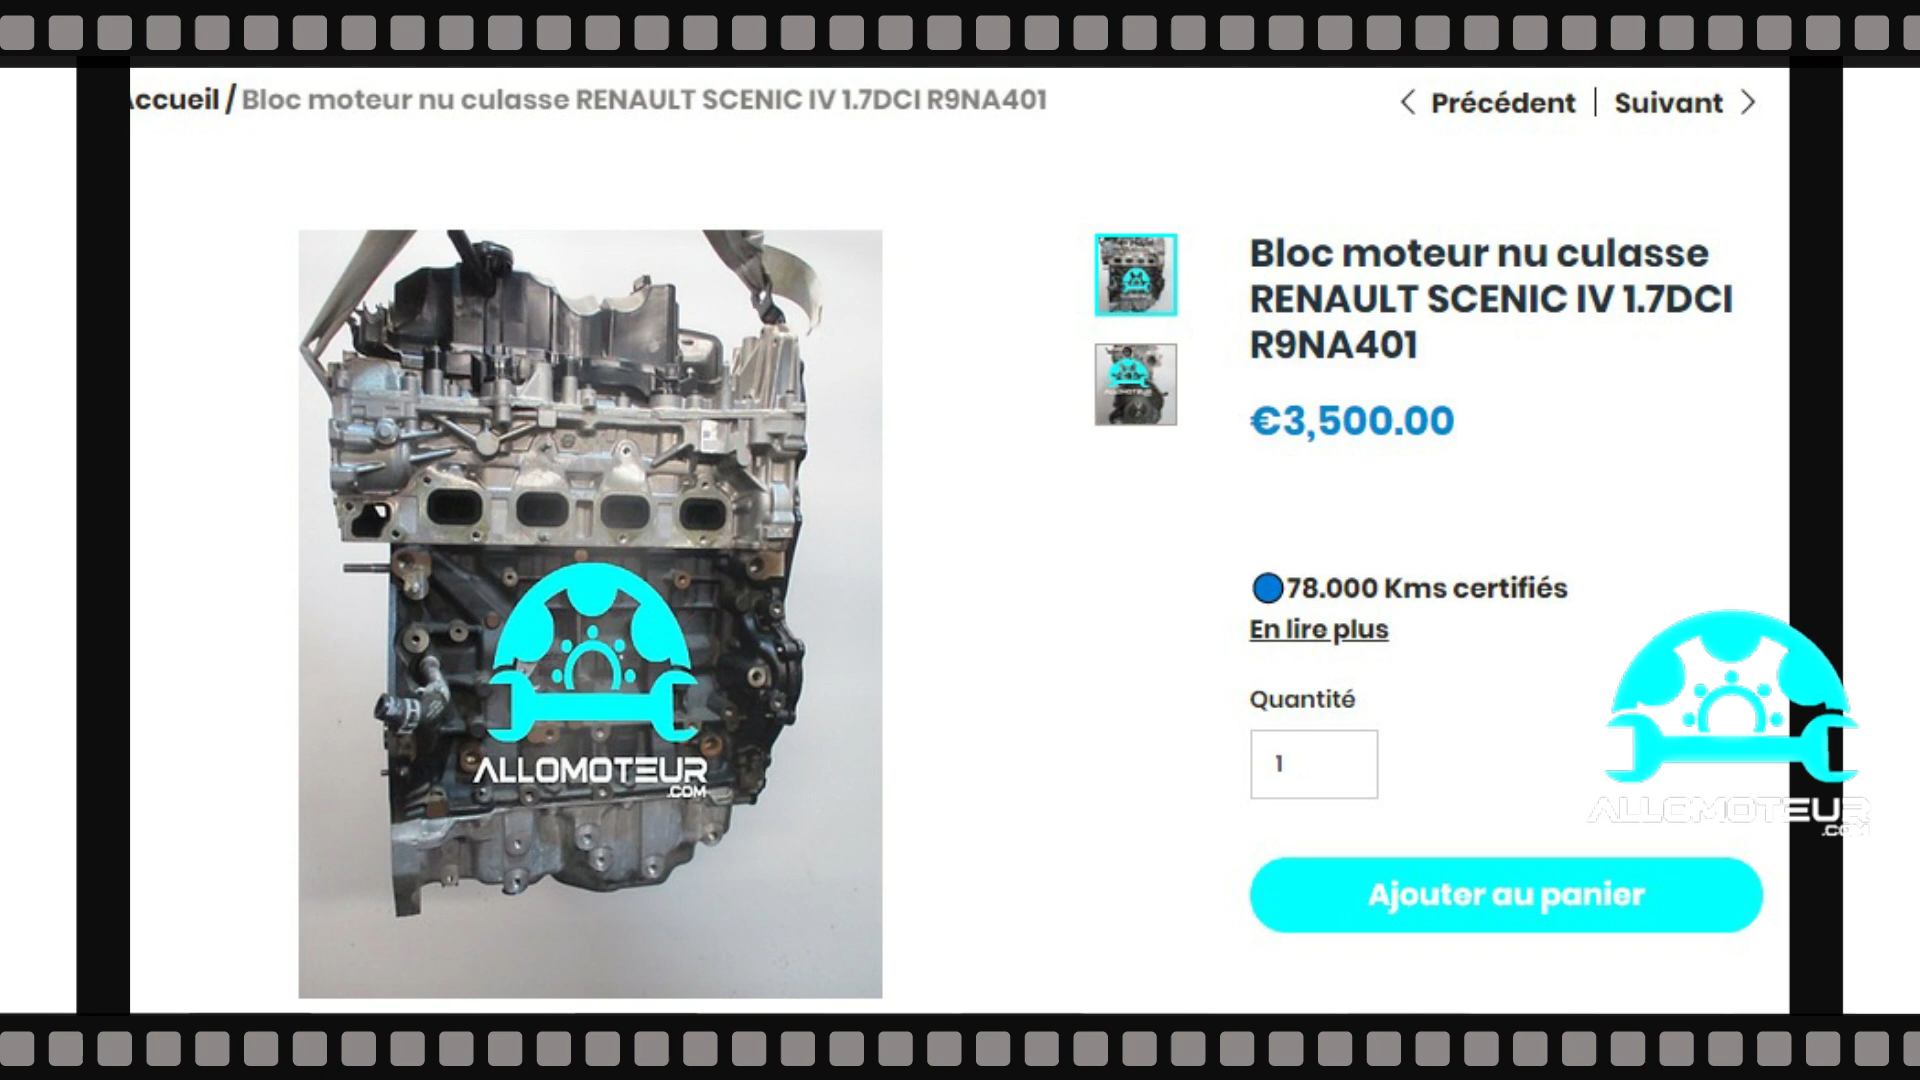 Accueil / Bloc moteur nu culasse RENAULT SCENIC IV 1.7DCI R9NA401
Précédent | Suivant
Bloc moteur nu culasse
RENAULT SCENIC IV 1.7DCI
R9NA401
€3,500.00
78.000 Kms certifiés
En lire plus
Quantité
1
Ajouter au panier
ALLOMOTEUR
.COM
ALLOMOTEUR
.COM